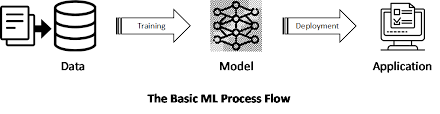 Training
Deployment
Data
Model
Application
The Basic ML Process Flow